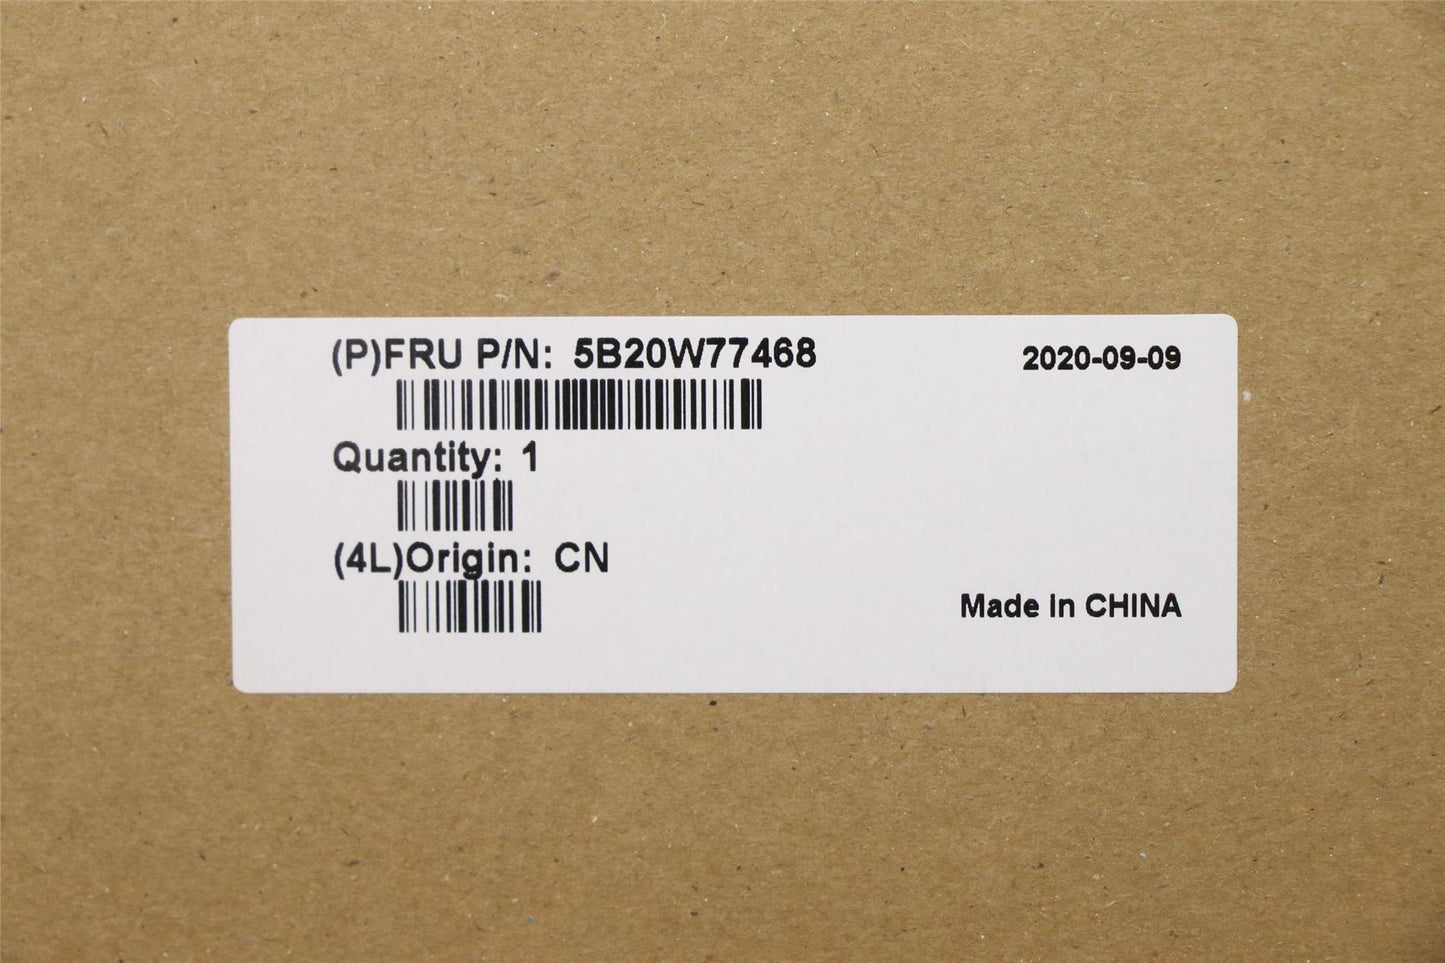 (P)FRU P/N: 5B20W77468
2020-09-09
Quantity: 1
(4L)Origin: CN
Made in CHINA